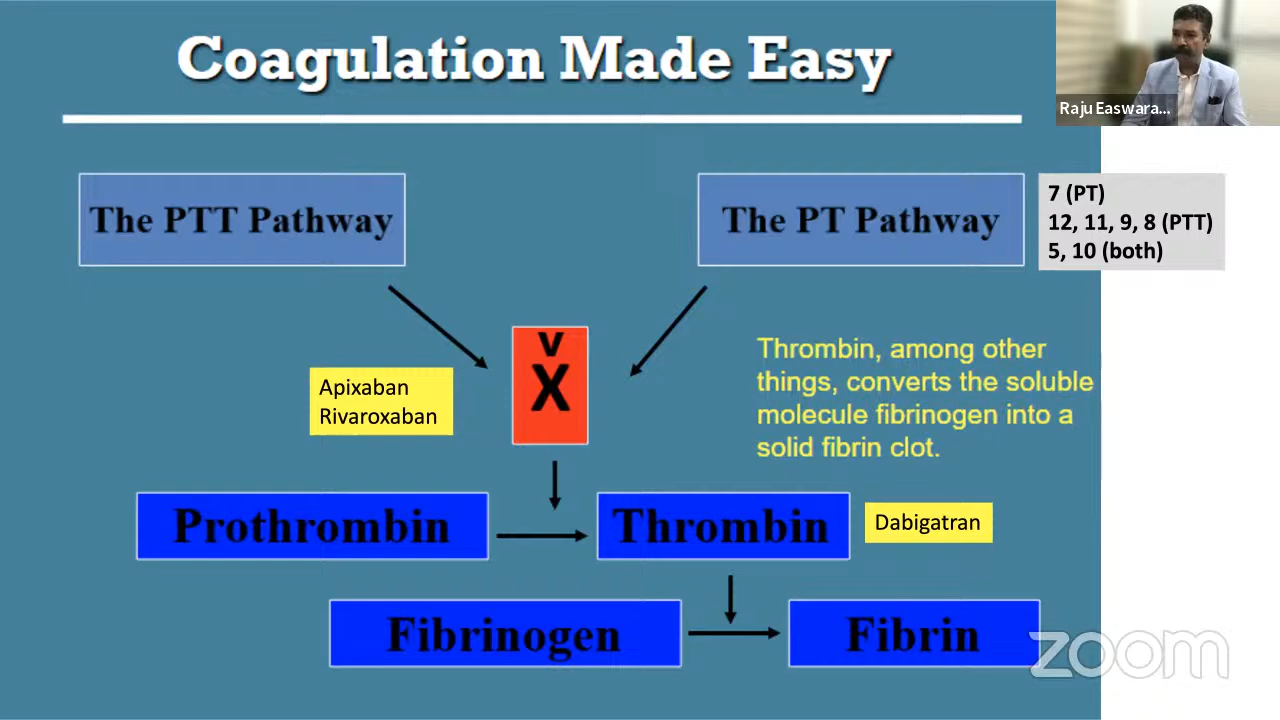 Coagulation Made Easy
Raju Easwara...
The PTT Pathway
The PT Pathway
7 (PT)
12, 11, 9, 8 (PTT)
5, 10 (both)
V
X
Apixaban
Rivaroxaban
Thrombin, among other
things, converts the soluble
molecule fibrinogen into a
solid fibrin clot.
Prothrombin
Thrombin
Dabigatran
Fibrinogen
Fibrin
zoom